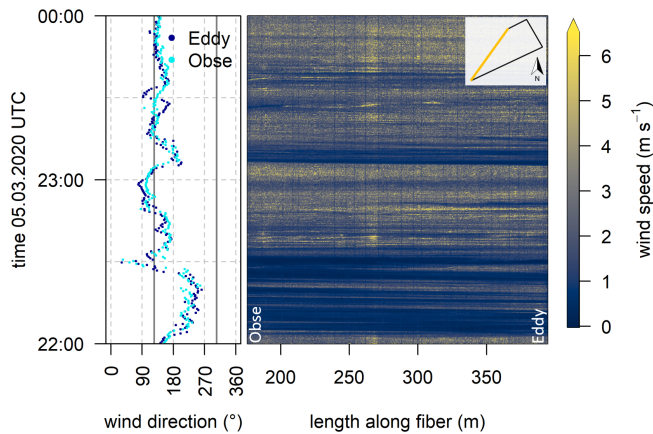 00:00
23:00
22:00
time 05.03.2020 UTC
Eddy
Obse
0
90
180
270
360
wind direction (°)
Obse
Eddy
N
200
250
300
350
length along fiber (m)
6
5
4
3
2
1
0
wind speed (m s⁻¹)